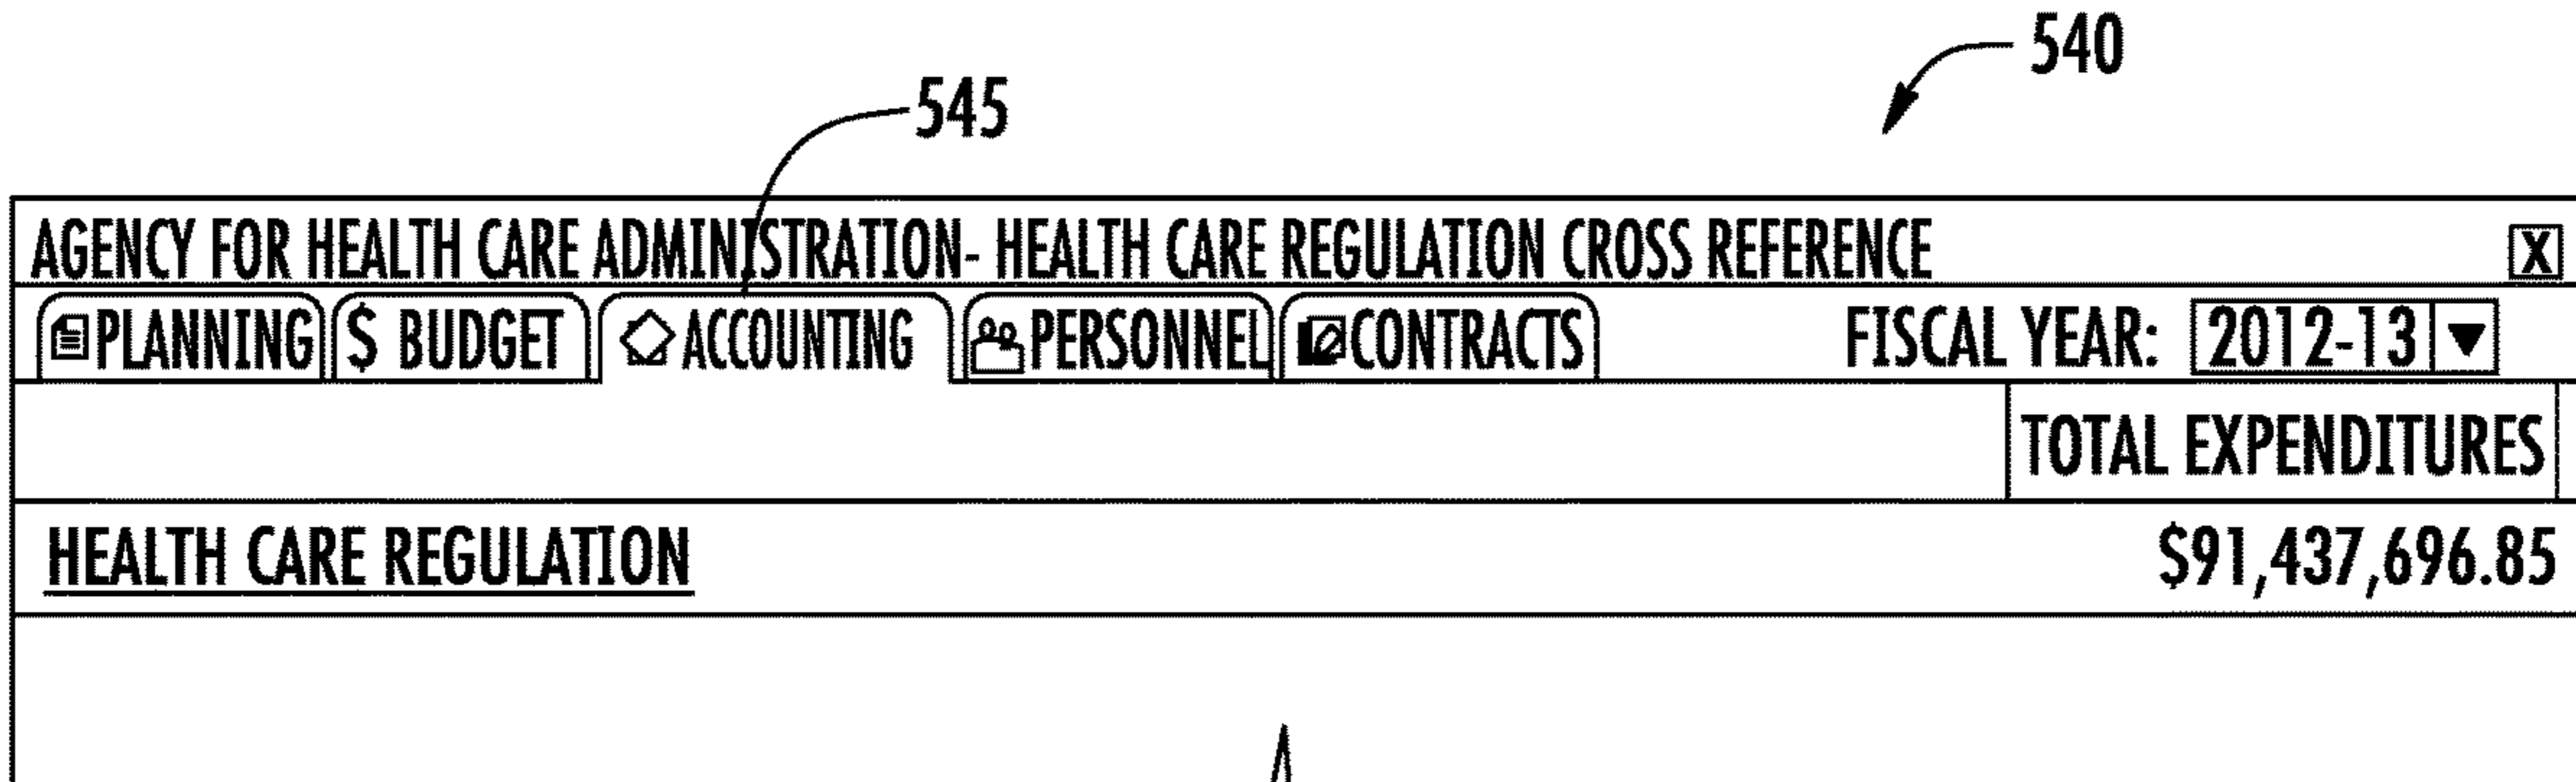 540
545
AGENCY FOR HEALTH CARE ADMINISTRATION- HEALTH CARE REGULATION CROSS REFERENCE X
PLANNING $ BUDGET ACCOUNTING PERSONNEL CONTRACTS FISCAL YEAR: 2012-13
TOTAL EXPENDITURES
HEALTH CARE REGULATION $91,437,696.85